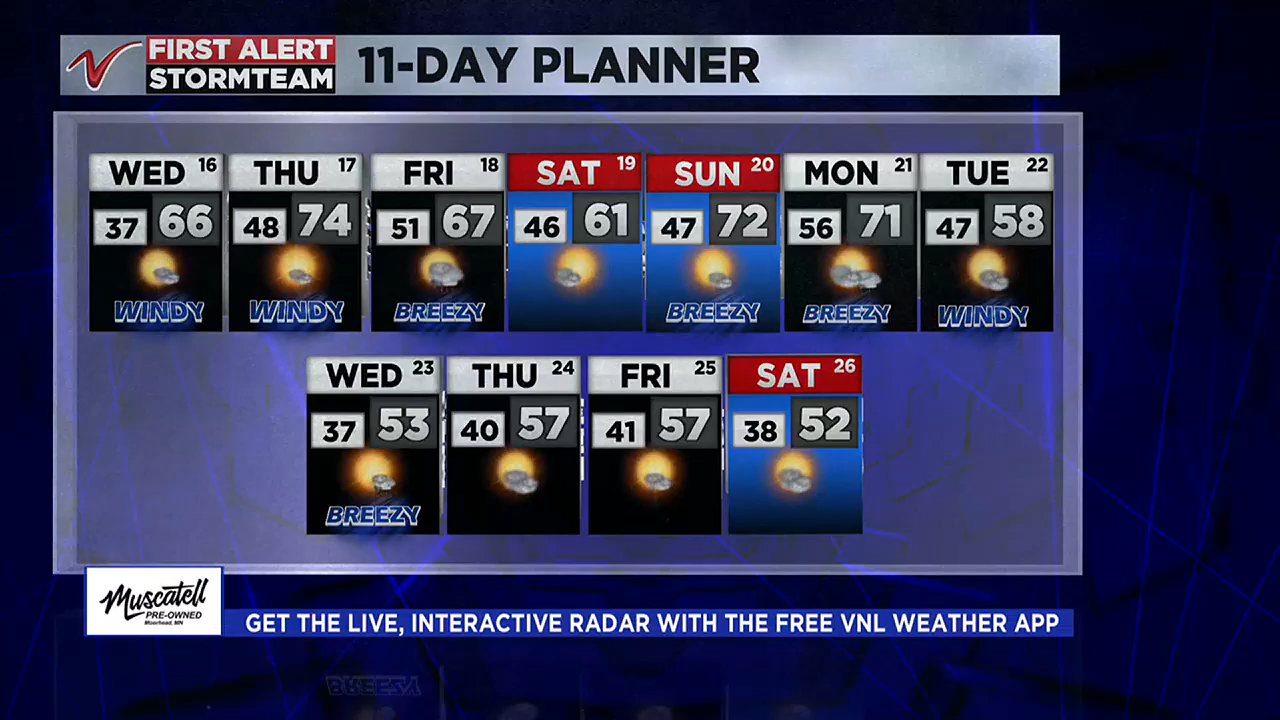 FIRST ALERT
STORMTEAM
11-DAY PLANNER
WED 16
THU 17
FRI 18
SAT 19
SUN 20
MON 21
TUE 22
37 66
48 74
51 67
46 61
47 72
56 71
47 58
WINDY
WINDY
BREEZY
BREEZY
BREEZY
WINDY
WED 23
THU 24
FRI 25
SAT 26
37 53
40 57
41 57
38 52
BREEZY
Muscatell
PRE-OWNED
Moorhead, MN
GET THE LIVE, INTERACTIVE RADAR WITH THE FREE VNL WEATHER APP